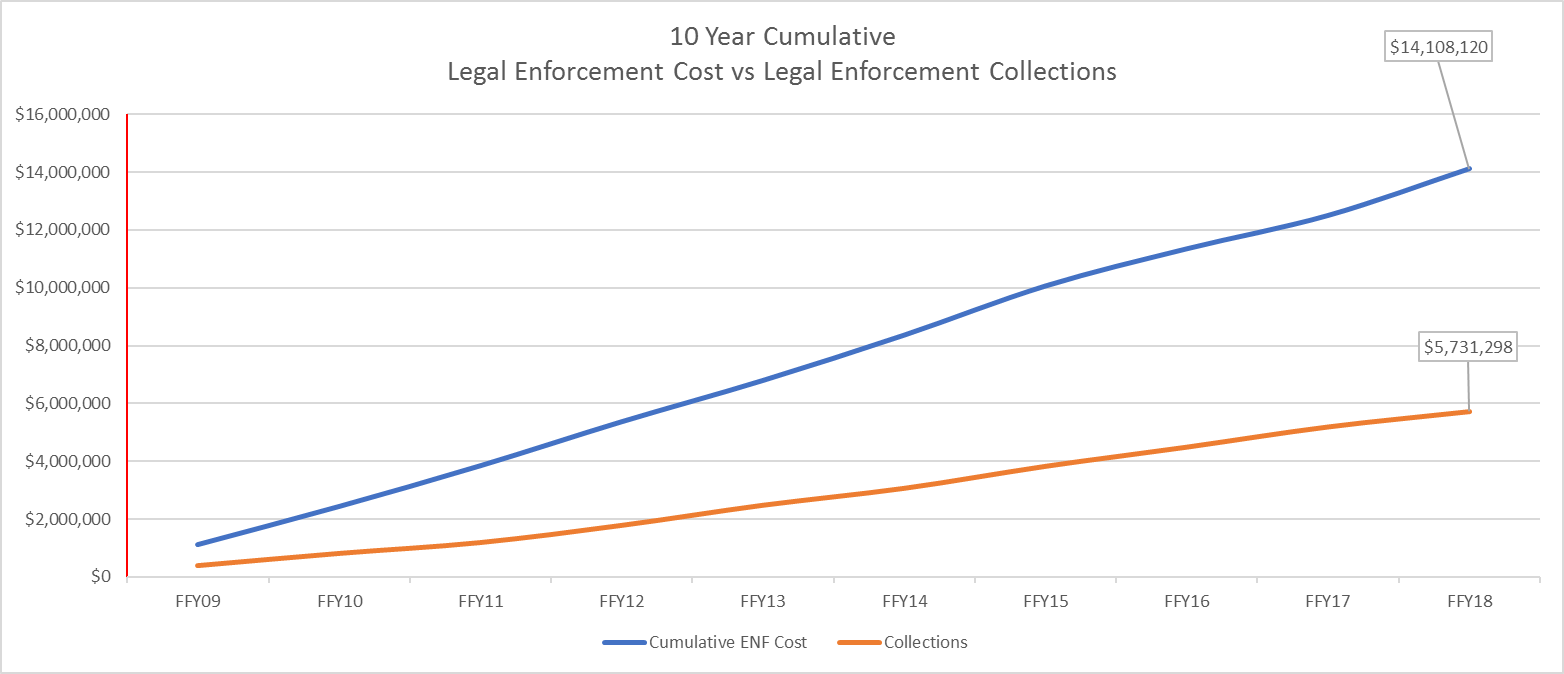 10 Year Cumulative
Legal Enforcement Cost vs Legal Enforcement Collections
$14,108,120
$16,000,000
$14,000,000
$12,000,000
$10,000,000
$8,000,000
$5,731,298
$6,000,000
$4,000,000
$2,000,000
$0
FFY09 FFY10 FFY11 FFY12 FFY13 FFY14 FFY15 FFY16 FFY17 FFY18
Cumulative ENF Cost Collections